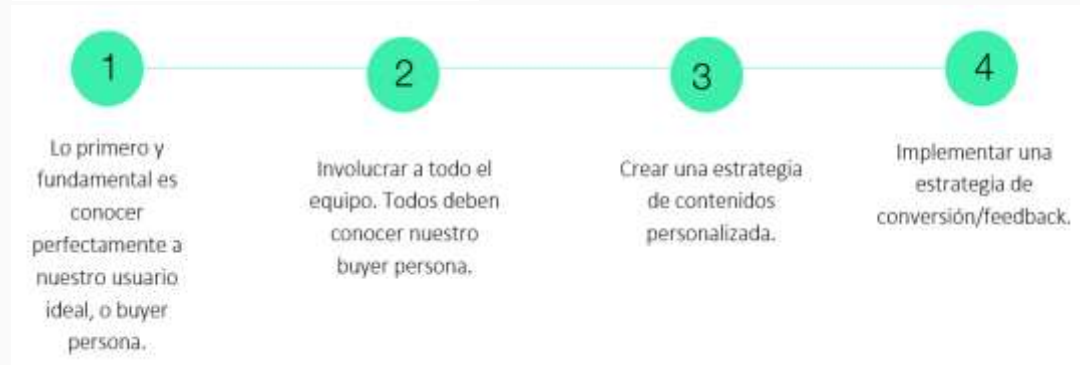 1
Lo primero y
fundamental es
conocer
perfectamente a
nuestro usuario
ideal, o buyer
persona.
2
Involucrar a todo el
equipo. Todos deben
conocer nuestro
buyer persona.
3
Crear una estrategia
de contenidos
personalizada.
4
Implementar una
estrategia de
conversión/feedback.